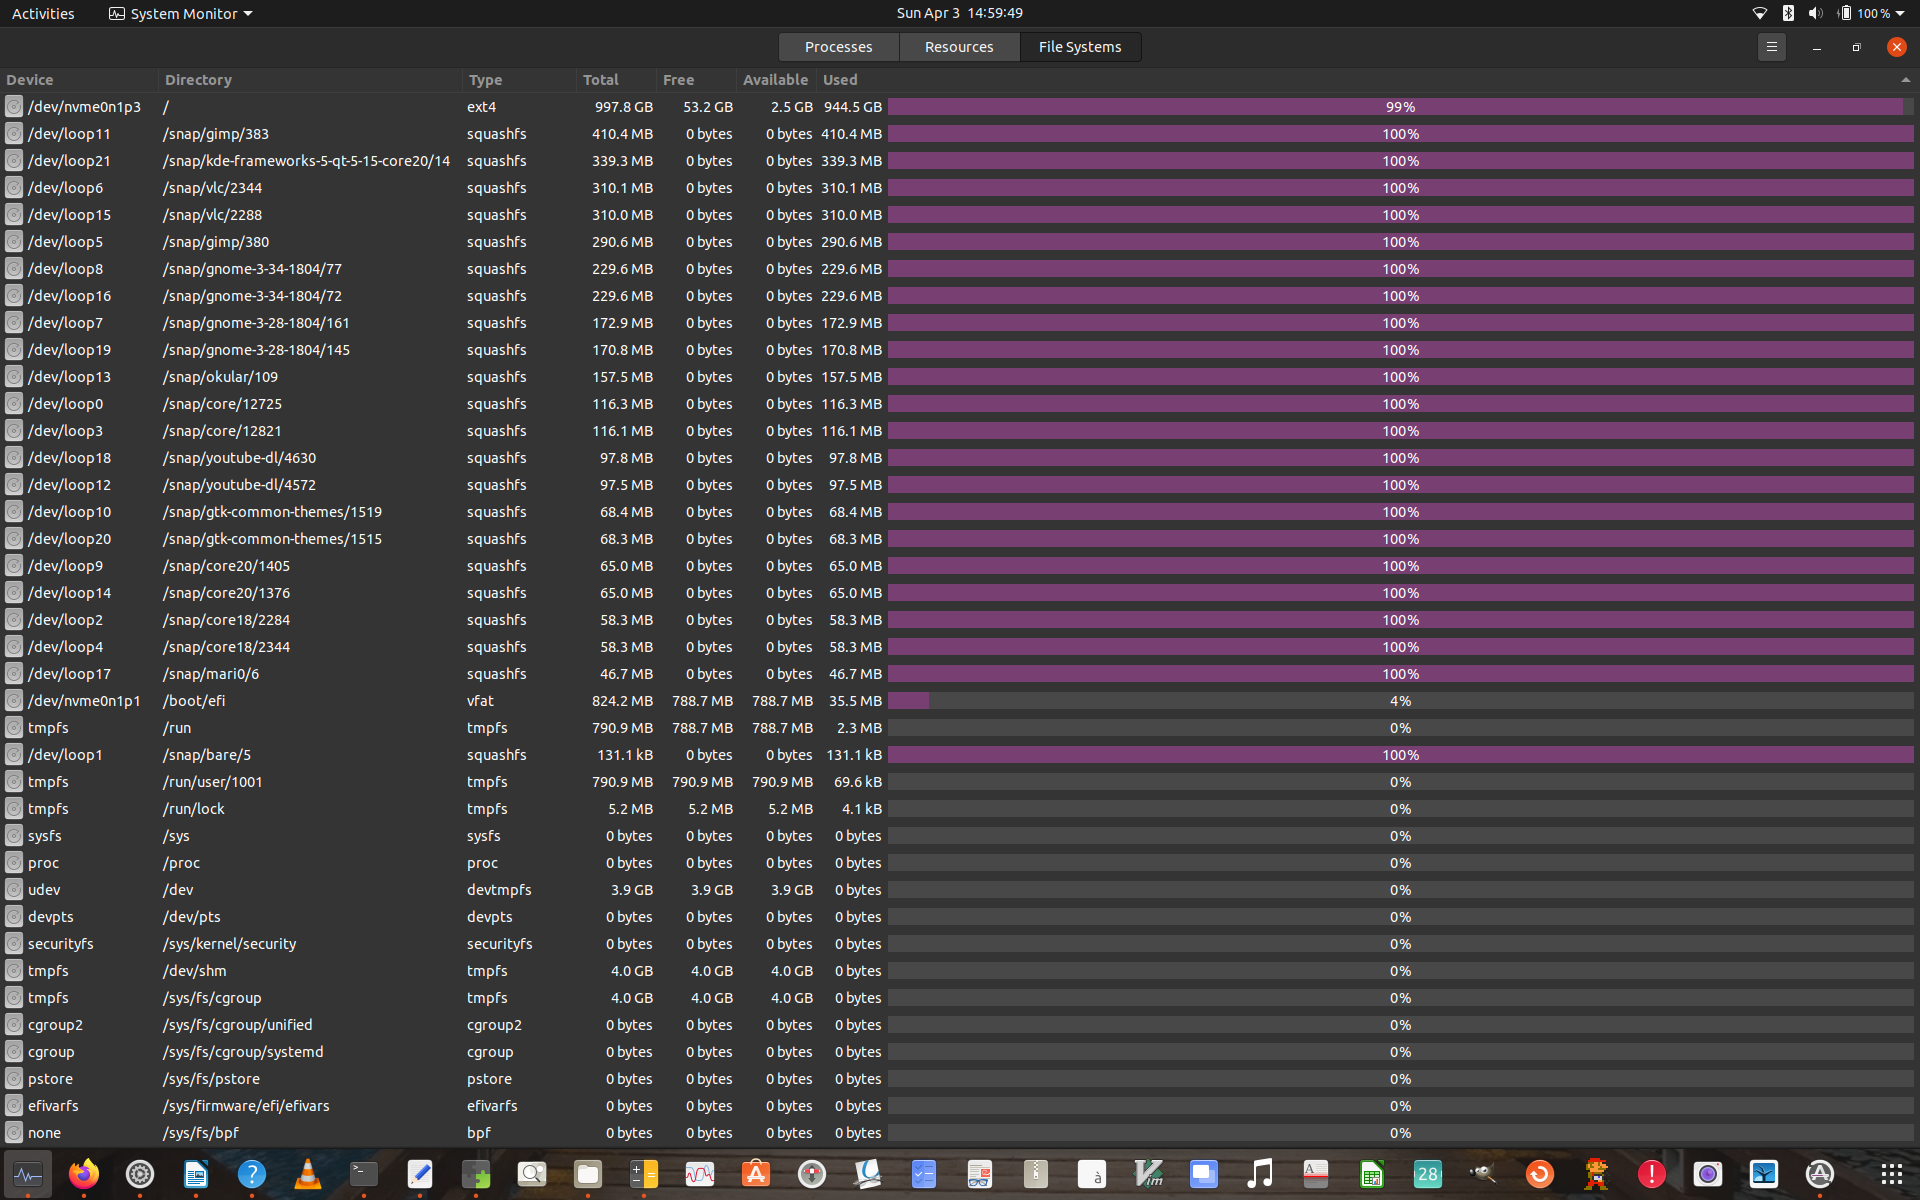 Activities System Monitor Sun Apr 3 14:59:49 100 %
Processes Resources File Systems
Device Directory Type Total Free Available Used
/dev/nvme0n1p3 / ext4 997.8 GB 53.2 GB 2.5 GB 944.5 GB 99%
/dev/loop11 /snap/gimp/383 squashfs 410.4 MB 0 bytes 0 bytes 410.4 MB 100%
/dev/loop21 /snap/kde-frameworks-5-qt-5-15-core20/14 squashfs 339.3 MB 0 bytes 0 bytes 339.3 MB 100%
/dev/loop6 /snap/vlc/2344 squashfs 310.1 MB 0 bytes 0 bytes 310.1 MB 100%
/dev/loop15 /snap/vlc/2288 squashfs 310.0 MB 0 bytes 0 bytes 310.0 MB 100%
/dev/loop5 /snap/gimp/380 squashfs 290.6 MB 0 bytes 0 bytes 290.6 MB 100%
/dev/loop8 /snap/gnome-3-34-1804/77 squashfs 229.6 MB 0 bytes 0 bytes 229.6 MB 100%
/dev/loop16 /snap/gnome-3-34-1804/72 squashfs 229.6 MB 0 bytes 0 bytes 229.6 MB 100%
/dev/loop7 /snap/gnome-3-28-1804/161 squashfs 172.9 MB 0 bytes 0 bytes 172.9 MB 100%
/dev/loop19 /snap/gnome-3-28-1804/145 squashfs 170.8 MB 0 bytes 0 bytes 170.8 MB 100%
/dev/loop13 /snap/okular/109 squashfs 157.5 MB 0 bytes 0 bytes 157.5 MB 100%
/dev/loop0 /snap/core/12725 squashfs 116.3 MB 0 bytes 0 bytes 116.3 MB 100%
/dev/loop3 /snap/core/12821 squashfs 116.1 MB 0 bytes 0 bytes 116.1 MB 100%
/dev/loop18 /snap/youtube-dl/4630 squashfs 97.8 MB 0 bytes 0 bytes 97.8 MB 100%
/dev/loop12 /snap/youtube-dl/4572 squashfs 97.5 MB 0 bytes 0 bytes 97.5 MB 100%
/dev/loop10 /snap/gtk-common-themes/1519 squashfs 68.4 MB 0 bytes 0 bytes 68.4 MB 100%
/dev/loop20 /snap/gtk-common-themes/1515 squashfs 68.3 MB 0 bytes 0 bytes 68.3 MB 100%
/dev/loop9 /snap/core20/1405 squashfs 65.0 MB 0 bytes 0 bytes 65.0 MB 100%
/dev/loop14 /snap/core20/1376 squashfs 65.0 MB 0 bytes 0 bytes 65.0 MB 100%
/dev/loop2 /snap/core18/2284 squashfs 58.3 MB 0 bytes 0 bytes 58.3 MB 100%
/dev/loop4 /snap/core18/2344 squashfs 58.3 MB 0 bytes 0 bytes 58.3 MB 100%
/dev/loop17 /snap/mari0/6 squashfs 46.7 MB 0 bytes 0 bytes 46.7 MB 100%
/dev/nvme0n1p1 /boot/efi vfat 824.2 MB 788.7 MB 788.7 MB 35.5 MB 4%
tmpfs /run tmpfs 790.9 MB 788.7 MB 788.7 MB 2.3 MB 0%
/dev/loop1 /snap/bare/5 squashfs 131.1 kB 0 bytes 0 bytes 131.1 kB 100%
tmpfs /run/user/1001 tmpfs 790.9 MB 790.9 MB 790.9 MB 69.6 kB 0%
tmpfs /run/lock tmpfs 5.2 MB 5.2 MB 5.2 MB 4.1 kB 0%
sysfs /sys sysfs 0 bytes 0 bytes 0 bytes 0 bytes 0%
proc /proc proc 0 bytes 0 bytes 0 bytes 0 bytes 0%
udev /dev devtmpfs 3.9 GB 3.9 GB 3.9 GB 0 bytes 0%
devpts /dev/pts devpts 0 bytes 0 bytes 0 bytes 0 bytes 0%
securityfs /sys/kernel/security securityfs 0 bytes 0 bytes 0 bytes 0 bytes 0%
tmpfs /dev/shm tmpfs 4.0 GB 4.0 GB 4.0 GB 0 bytes 0%
tmpfs /sys/fs/cgroup tmpfs 4.0 GB 4.0 GB 4.0 GB 0 bytes 0%
cgroup2 /sys/fs/cgroup/unified cgroup2 0 bytes 0 bytes 0 bytes 0 bytes 0%
cgroup /sys/fs/cgroup/systemd cgroup 0 bytes 0 bytes 0 bytes 0 bytes 0%
pstore /sys/fs/pstore pstore 0 bytes 0 bytes 0 bytes 0 bytes 0%
efivarfs /sys/firmware/efi/efivars efivarfs 0 bytes 0 bytes 0 bytes 0 bytes 0%
none /sys/fs/bpf bpf 0 bytes 0 bytes 0 bytes 0 bytes 0%
? à Vim A 28 !